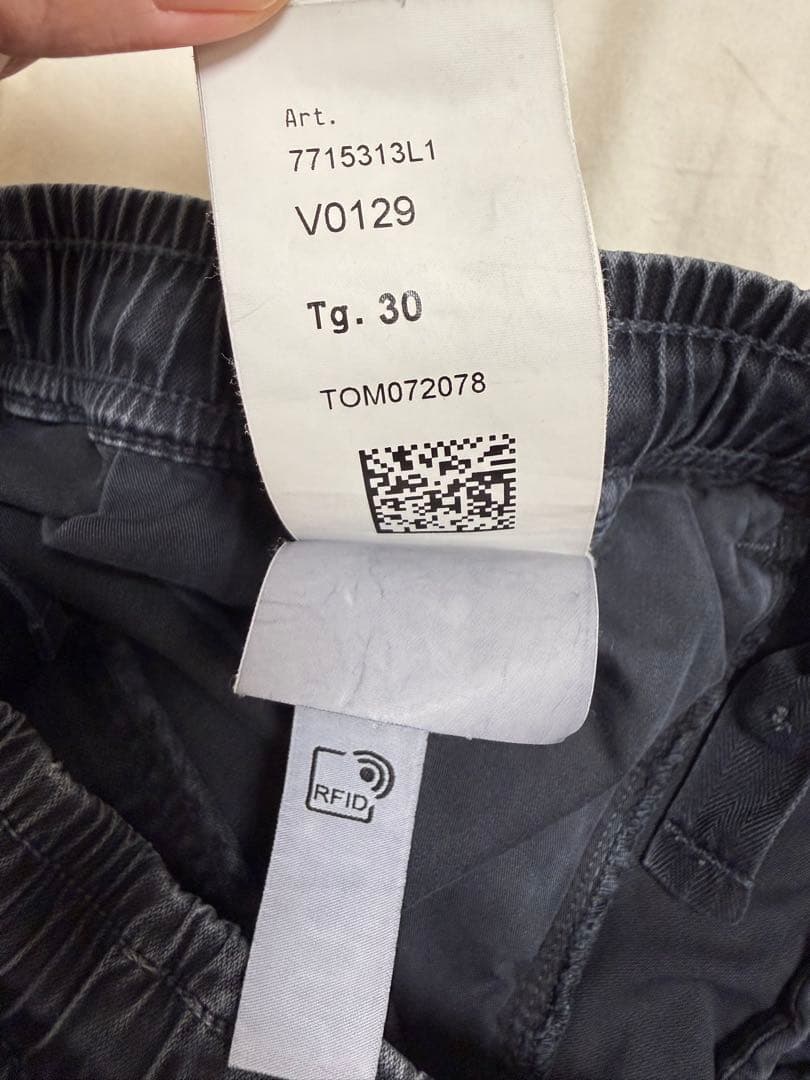 Art.
7715313L1
V0129
Tg. 30
TOM072078
RFID